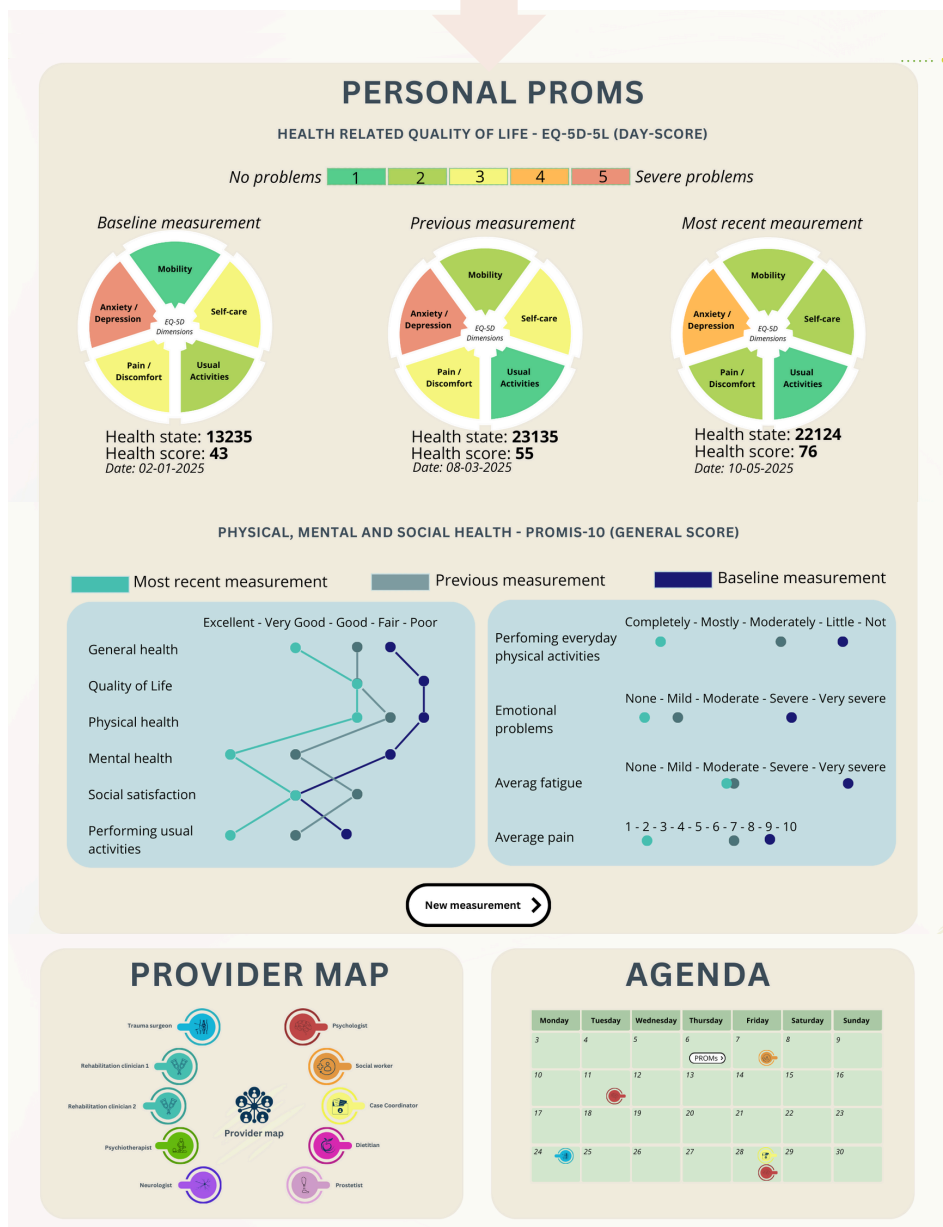 PERSONAL PROMS
HEALTH RELATED QUALITY OF LIFE - EQ-5D-5L (DAY-SCORE)
No problems 1 2 3 4 5 Severe problems
Baseline measurement
Mobility
Self-care
Usual
Activities
Pain /
Discomfort
Anxiety /
Depression
EQ-5D
Dimensions
Health state: 13235
Health score: 43
Date: 02-01-2025
Previous measurement
Mobility
Self-care
Usual
Activities
Pain /
Discomfort
Anxiety /
Depression
EQ-5D
Dimensions
Health state: 23135
Health score: 55
Date: 08-03-2025
Most recent meaurement
Mobility
Self-care
Usual
Activities
Pain /
Discomfort
Anxiety /
Depression
EQ-5D
Dimensions
Health state: 22124
Health score: 76
Date: 10-05-2025
PHYSICAL, MENTAL AND SOCIAL HEALTH - PROMIS-10 (GENERAL SCORE)
Most recent measurement
Previous measurement
Baseline measurement
Excellent - Very Good - Good - Fair - Poor
General health
Quality of Life
Physical health
Mental health
Social satisfaction
Performing usual
activities
Completely - Mostly - Moderately - Little - Not
Perfoming everyday
physical activities
None - Mild - Moderate - Severe - Very severe
Emotional
problems
None - Mild - Moderate - Severe - Very severe
Averag fatigue
1 - 2 - 3 - 4 - 5 - 6 - 7 - 8 - 9 - 10
Average pain
New measurement
PROVIDER MAP
Trauma surgeon
Rehabilitation clinician 1
Rehabilitation clinician 2
Psychiotherapist
Neurologist
Provider map
Psychologist
Social worker
Case Coordinator
Dietitian
Prostetist
AGENDA
Monday Tuesday Wednesday Thursday Friday Saturday Sunday
3 4 5 6 7 8 9
PROMs
10 11 12 13 14 15 16
17 18 19 20 21 22 23
24 25 26 27 28 29 30